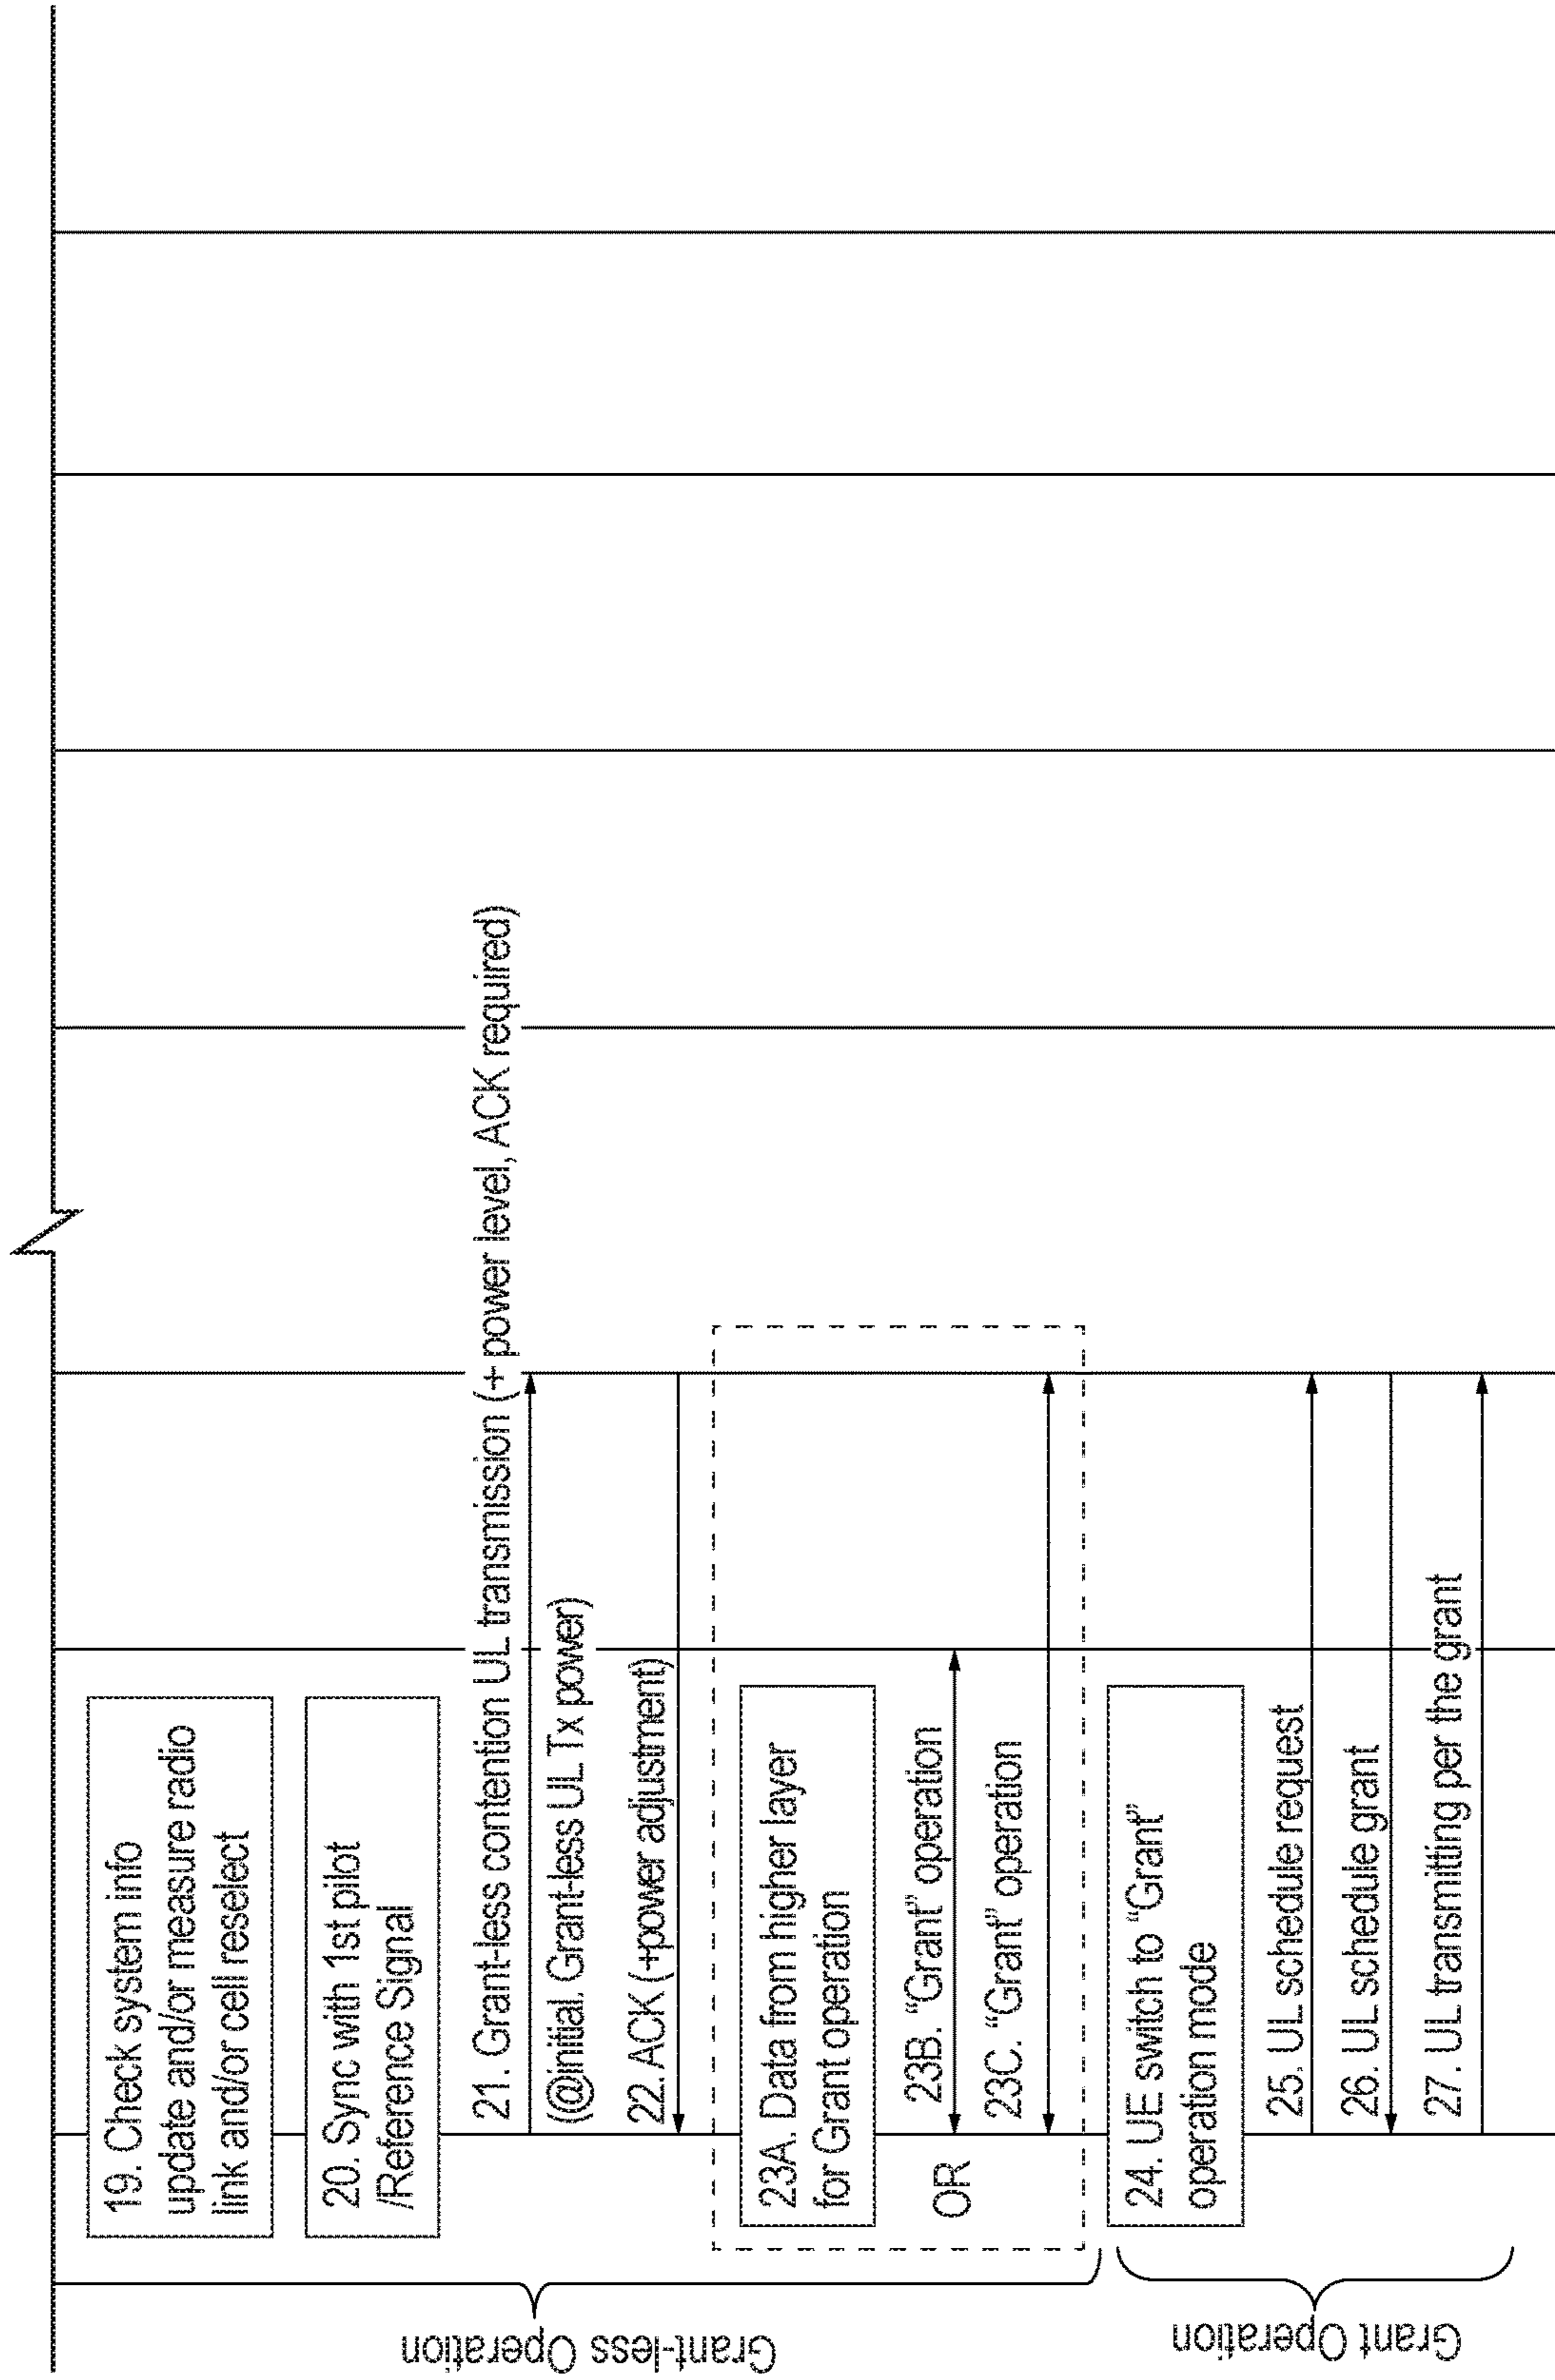 19. Check system info
update and/or measure radio
link and/or cell reselect
20. Sync with 1st pilot
/Reference Signal
21. Grant-less contention UL transmission (+ power level, ACK required)
(@initial. Grant-less UL Tx power)
22. ACK (+power adjustment)
23A. Data from higher layer
for Grant operation
23B. “Grant” operation
OR
23C. “Grant” operation
Grant-less Operation
24. UE switch to “Grant”
operation mode
25. UL schedule request
26. UL schedule grant
27. UL transmitting per the grant
Grant Operation